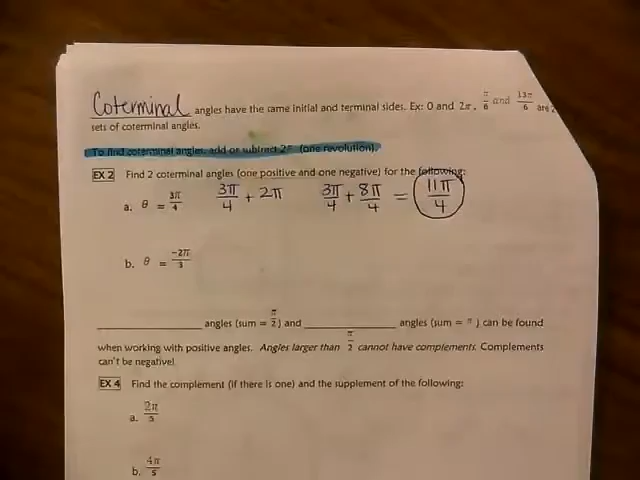 Coterminal angles have the same initial and terminal sides. Ex: 0 and 2π, π/6 and 13π/6 are 2
sets of coterminal angles.
To find coterminal angles, add or subtract 2π (one revolution).
EX 2 Find 2 coterminal angles (one positive and one negative) for the following:
a. θ = 3π/4 3π/4 + 2π 3π/4 + 8π/4 = 11π/4
b. θ = -2π/3
____________ angles (sum = π/2) and ____________ angles (sum = π) can be found
when working with positive angles. Angles larger than π/2 cannot have complements. Complements
can't be negative!
EX 4 Find the complement (if there is one) and the supplement of the following:
a. 2π/5
b. 4π/5